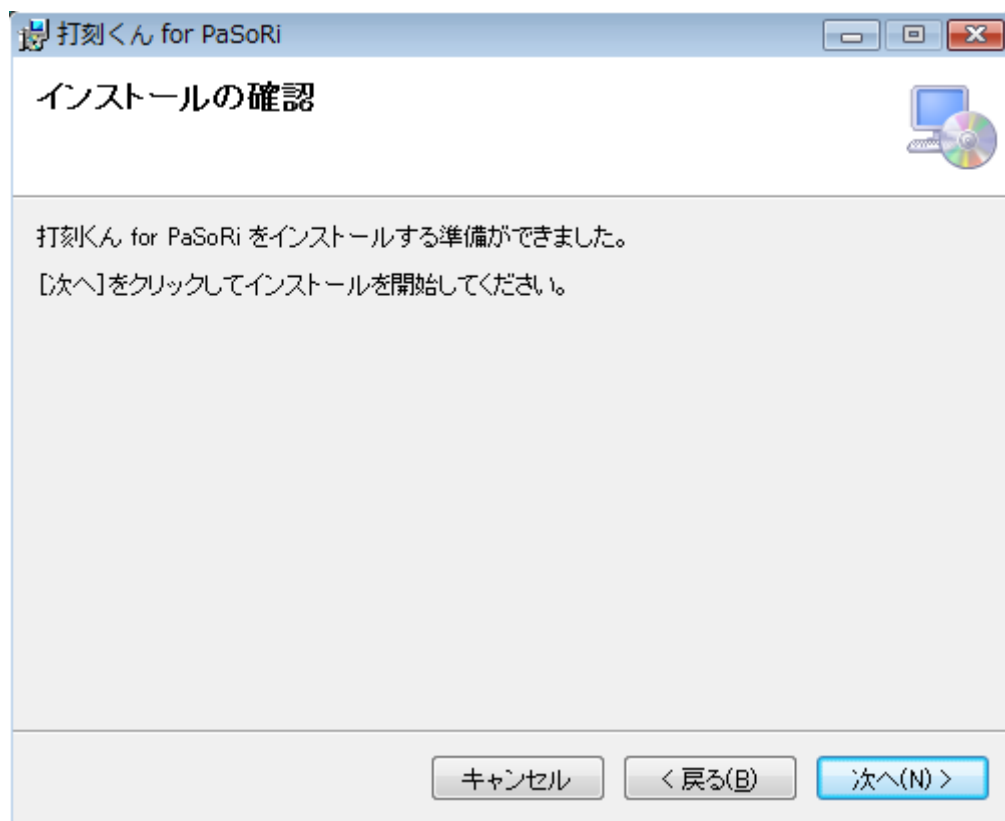 打刻くん for PaSoRi
インストールの確認
打刻くん for PaSoRi をインストールする準備ができました。
[次へ]をクリックしてインストールを開始してください。
キャンセル
< 戻る(B)
次へ(N) >